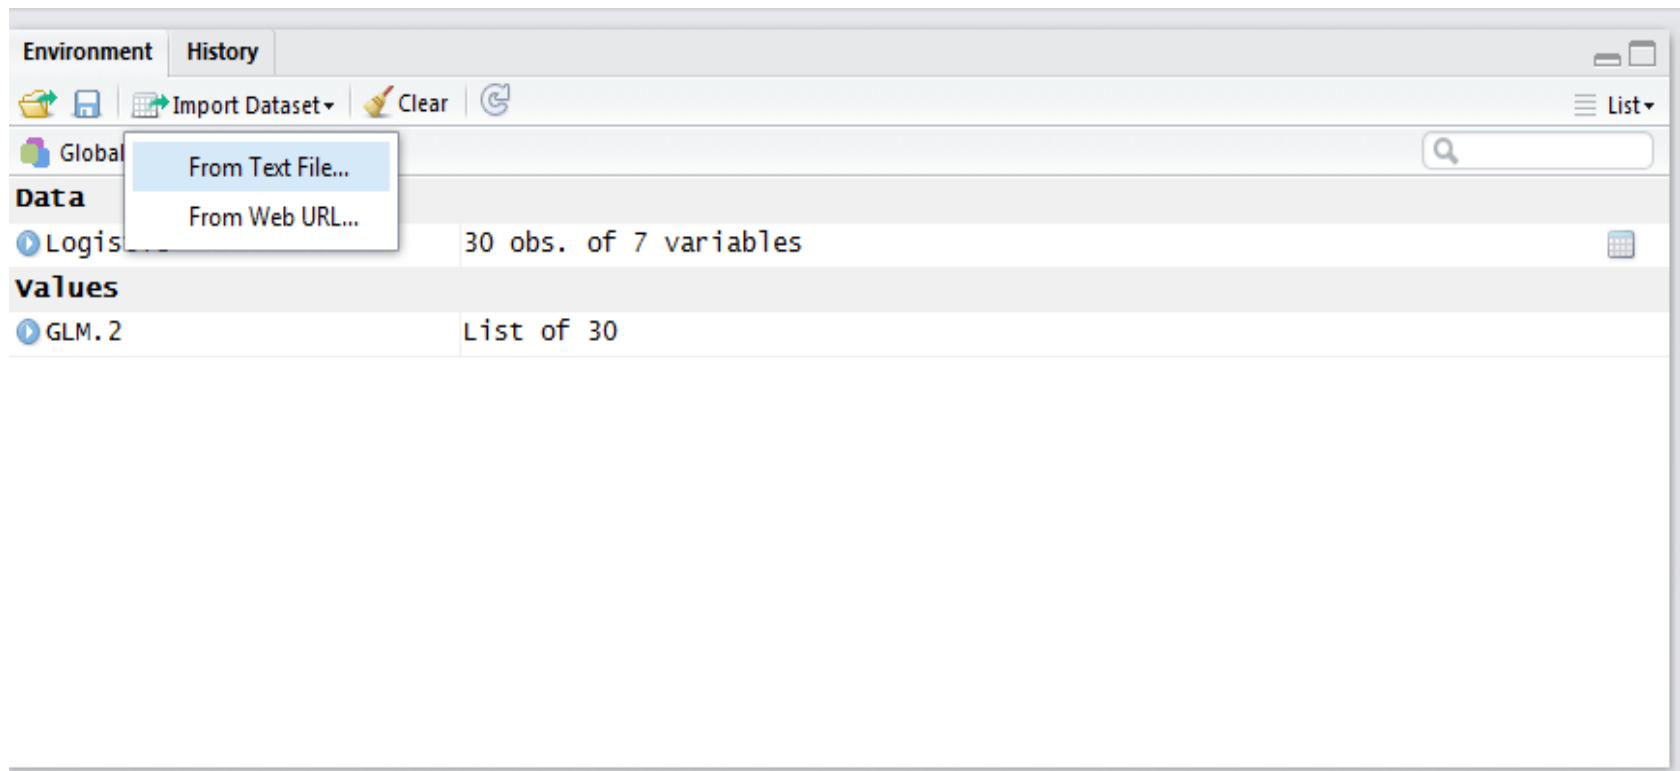 Environment History
Import Dataset Clear List
Global
From Text File...
From Web URL...
Data
30 obs. of 7 variables
Values
GLM.2 List of 30